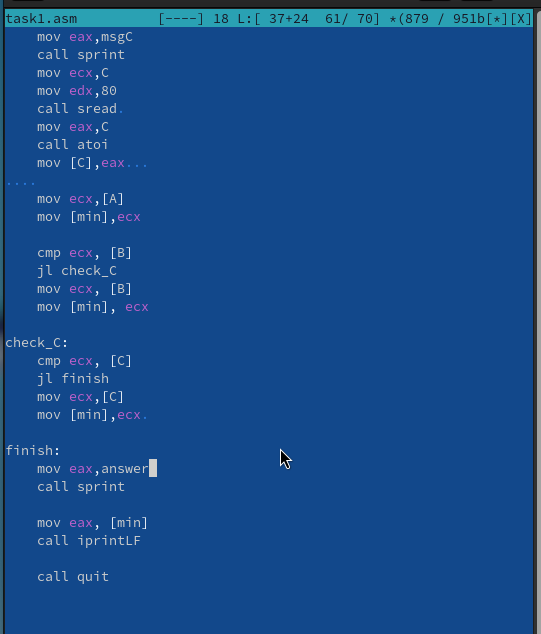 task1.asm [----] 18 L:[ 37+24 61/ 70] *(879 / 951b[*][X]
mov eax,msgC
call sprint
mov ecx,C
mov edx,80
call sread.
mov eax,C
call atoi
mov [C],eax...
....
mov ecx,[A]
mov [min],ecx
cmp ecx, [B]
jl check_C
mov ecx, [B]
mov [min], ecx
check_C:
cmp ecx, [C]
jl finish
mov ecx,[C]
mov [min],ecx.
finish:
mov eax,answer
call sprint
mov eax, [min]
call iprintLF
call quit